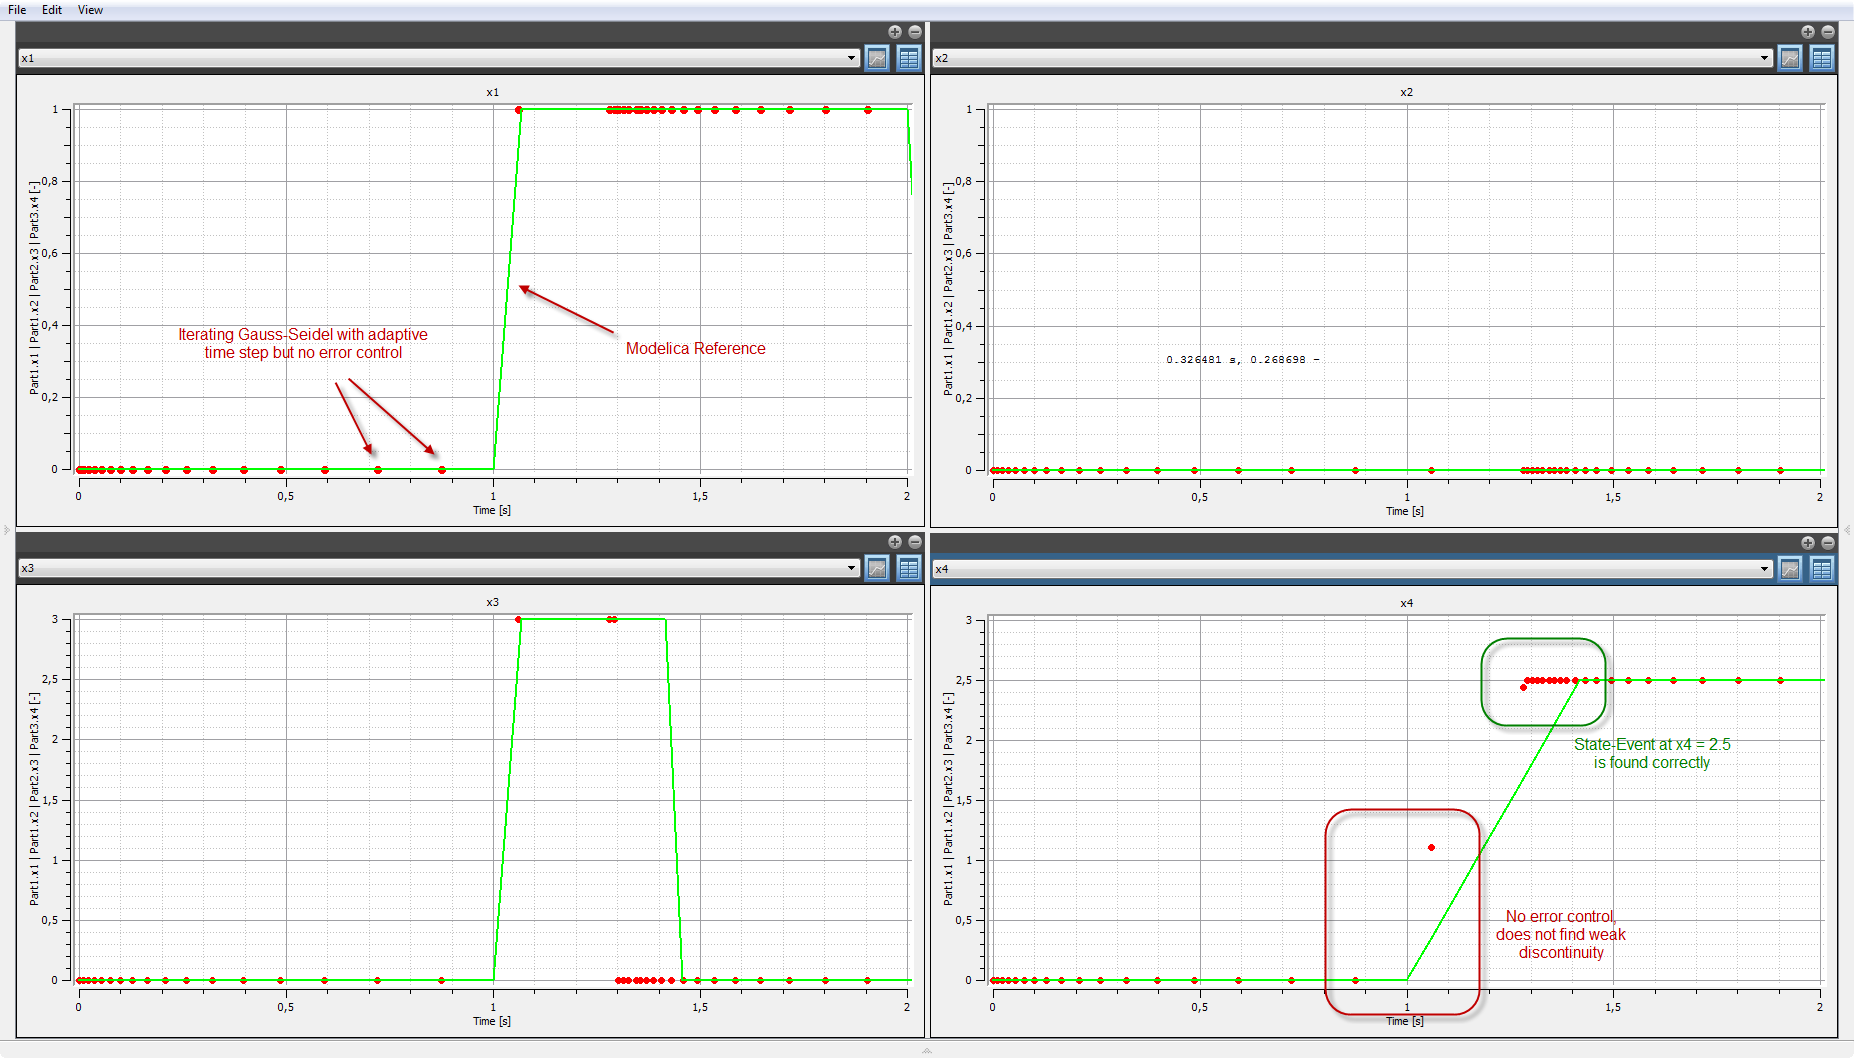 File Edit View
x1
x1
1
0,8
0,6
0,4
0,2
0
Part1.x1 | Part1.x2 | Part2.x3 | Part3.x4 [-]
Iterating Gauss-Seidel with adaptive
time step but no error control
Modelica Reference
0 0,5 1 1,5 2
Time [s]
x2
x2
1
0,8
0,6
0,4
0,2
0
Part1.x1 | Part1.x2 | Part2.x3 | Part3.x4 [-]
0.326481 s, 0.268698 -
0 0,5 1 1,5 2
Time [s]
x3
x3
3
2,5
2
1,5
1
0,5
0
Part1.x1 | Part1.x2 | Part2.x3 | Part3.x4 [-]
0 0,5 1 1,5 2
Time [s]
x4
x4
3
2,5
2
1,5
1
0,5
0
Part1.x1 | Part1.x2 | Part2.x3 | Part3.x4 [-]
State-Event at x4 = 2.5
is found correctly
No error control,
does not find weak
discontinuity
0 0,5 1 1,5 2
Time [s]